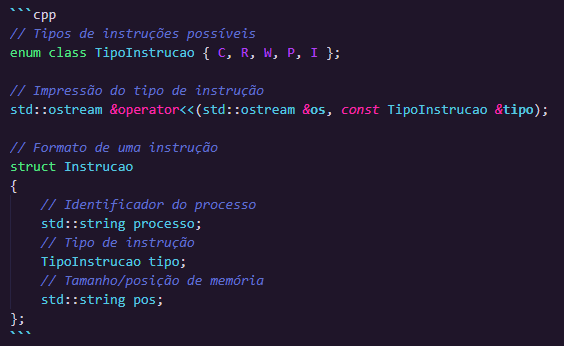 ```cpp
// Tipos de instruções possíveis
enum class TipoInstrucao { C, R, W, P, I };
// Impressão do tipo de instrução
std::ostream &operator<<(std::ostream &os, const TipoInstrucao &tipo);
// Formato de uma instrução
struct Instrucao
{
// Identificador do processo
std::string processo;
// Tipo de instrução
TipoInstrucao tipo;
// Tamanho/posição de memória
std::string pos;
};
```